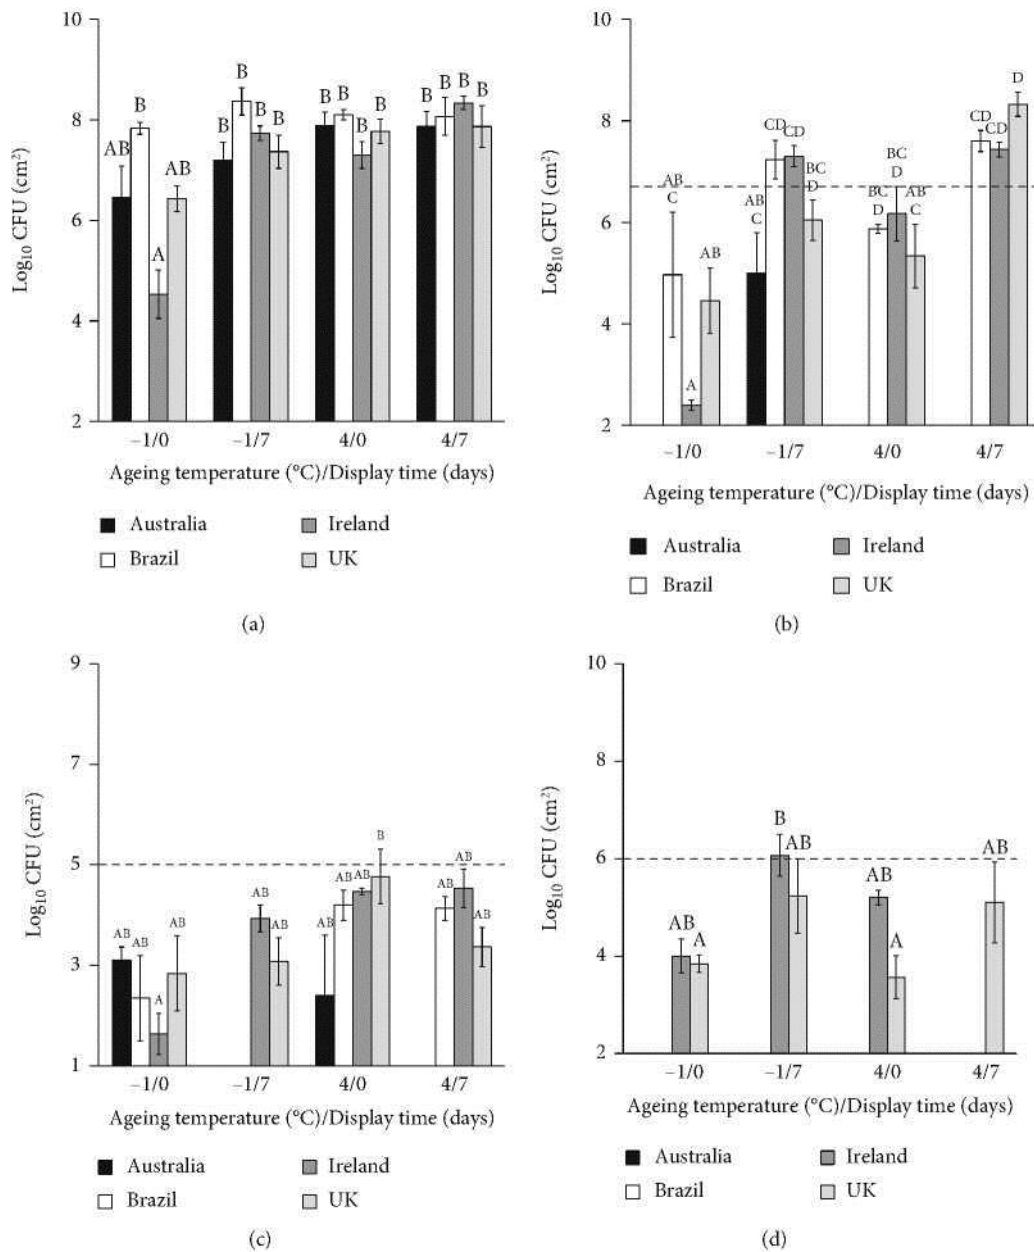 10
8
6
4
2
Log10 CFU (cm²)
AB
B
A
AB
B
B
B
B
B
B
B
B
B
B
B
B
–1/0 –1/7 4/0 4/7
Ageing temperature (°C)/Display time (days)
Australia Ireland
Brazil UK
(a)
10
8
6
4
2
Log10 CFU (cm²)
AB
C
A
AB
AB
C
CD
CD
BC
D
BC
D
BC
D
AB
C
CD
CD
D
–1/0 –1/7 4/0 4/7
Ageing temperature (°C)/Display time (days)
Australia Ireland
Brazil UK
(b)
9
7
5
3
1
Log10 CFU (cm²)
AB
AB
A
AB
AB
AB
AB
AB
AB
B
AB
AB
AB
–1/0 –1/7 4/0 4/7
Ageing temperature (°C)/Display time (days)
Australia Ireland
Brazil UK
(c)
10
8
6
4
2
Log10 CFU (cm²)
AB
A
B
AB
AB
A
AB
–1/0 –1/7 4/0 4/7
Ageing temperature (°C)/Display time (days)
Australia Ireland
Brazil UK
(d)